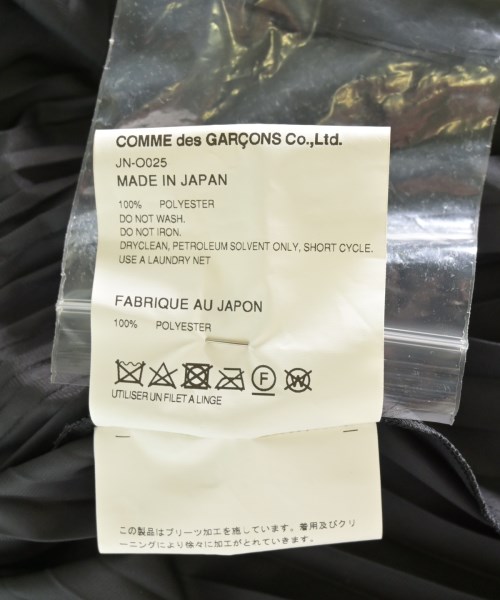 COMME des GARÇONS Co.,Ltd.
JN-O025
MADE IN JAPAN
100% POLYESTER
DO NOT WASH.
DO NOT IRON.
DRYCLEAN, PETROLEUM SOLVENT ONLY, SHORT CYCLE.
USE A LAUNDRY NET
FABRIQUE AU JAPON
100% POLYESTER
F W
UTILISER UN FILET A LINGE
この製品はプリーツ加工を施しています。着用及びクリ
ーニングにより徐々に加工がとれていきます。